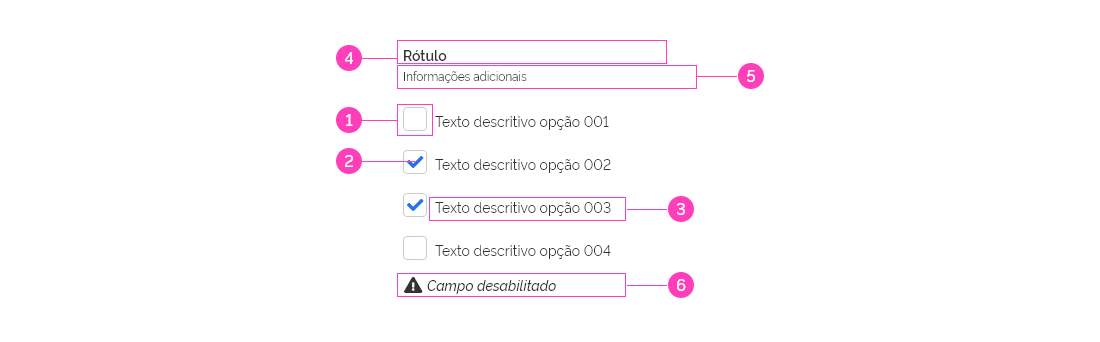 4 Rótulo
Informações adicionais 5
1 Texto descritivo opção 001
2 Texto descritivo opção 002
Texto descritivo opção 003 3
Texto descritivo opção 004
Campo desabilitado 6